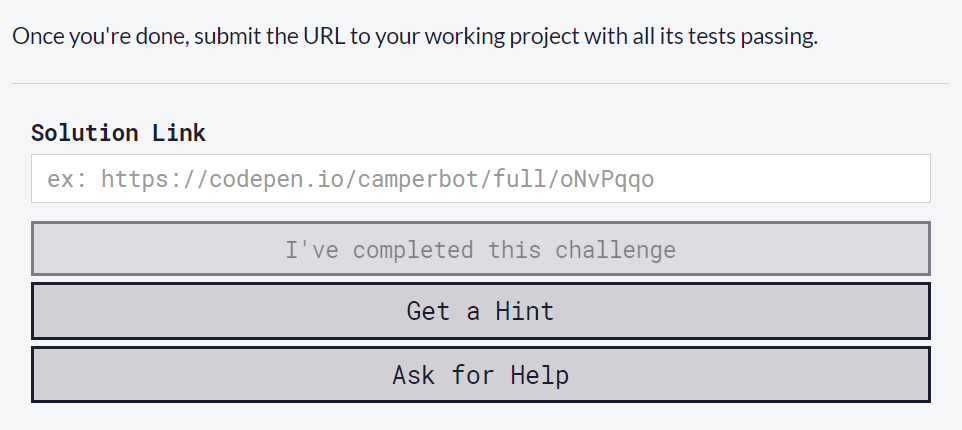 Once you're done, submit the URL to your working project with all its tests passing.
Solution Link
ex: https://codepen.io/camperbot/full/oNvPqqo
I've completed this challenge
Get a Hint
Ask for Help